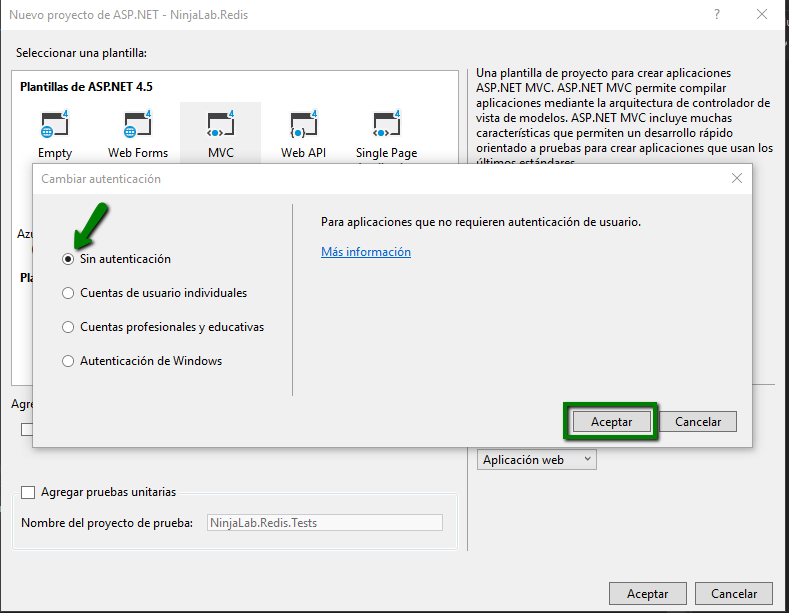 Nuevo proyecto de ASP.NET - NinjaLab.Redis
Seleccionar una plantilla:
Plantillas de ASP.NET 4.5
Empty
Web Forms
MVC
Web API
Single Page
Una plantilla de proyecto para crear aplicaciones
ASP.NET MVC. ASP.NET MVC permite compilar
aplicaciones mediante la arquitectura de controlador de
vista de modelos. ASP.NET MVC incluye muchas
características que permiten un desarrollo rápido
orientado a pruebas para crear aplicaciones que usan los
últimos estándares.
Cambiar autenticación
Sin autenticación
Cuentas de usuario individuales
Cuentas profesionales y educativas
Autenticación de Windows
Para aplicaciones que no requieren autenticación de usuario.
Más información
Aceptar
Cancelar
Aplicación web
Agregar pruebas unitarias
Nombre del proyecto de prueba:
NinjaLab.Redis.Tests
Aceptar
Cancelar